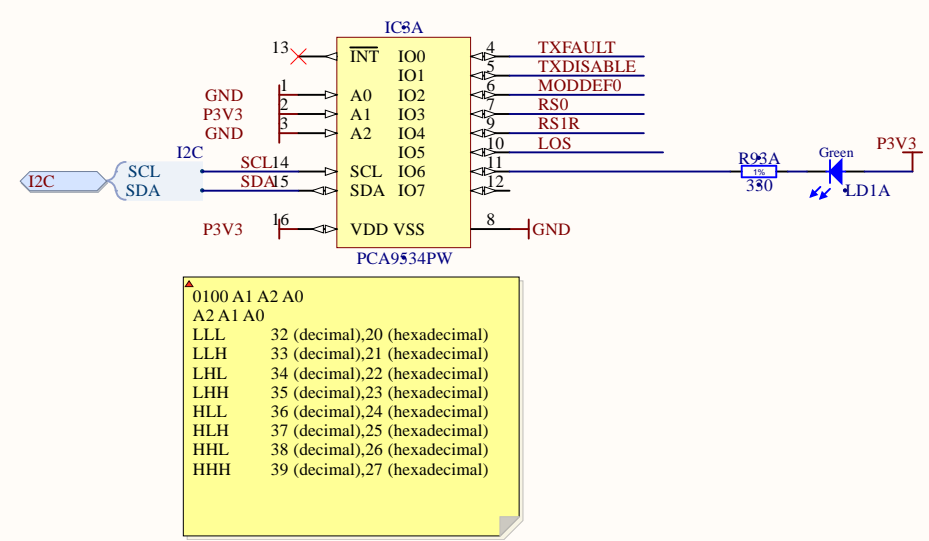 IC3A
13 INT IO0 4 TXFAULT
IO1 5 TXDISABLE
GND 1 A0 IO2 6 MODDEF0
P3V3 2 A1 IO3 7 RS0
GND 3 A2 IO4 9 RS1R
IO5 10 LOS
I2C
SCL SCL 14 SCL IO6 11
I2C
SDA SDA 15 SDA IO7 12
R93A
1%
330
Green
LD1A
P3V3
P3V3 16 VDD VSS 8 GND
PCA9534PW
0100 A1 A2 A0
A2 A1 A0
LLL 32 (decimal),20 (hexadecimal)
LLH 33 (decimal),21 (hexadecimal)
LHL 34 (decimal),22 (hexadecimal)
LHH 35 (decimal),23 (hexadecimal)
HLL 36 (decimal),24 (hexadecimal)
HLH 37 (decimal),25 (hexadecimal)
HHL 38 (decimal),26 (hexadecimal)
HHH 39 (decimal),27 (hexadecimal)